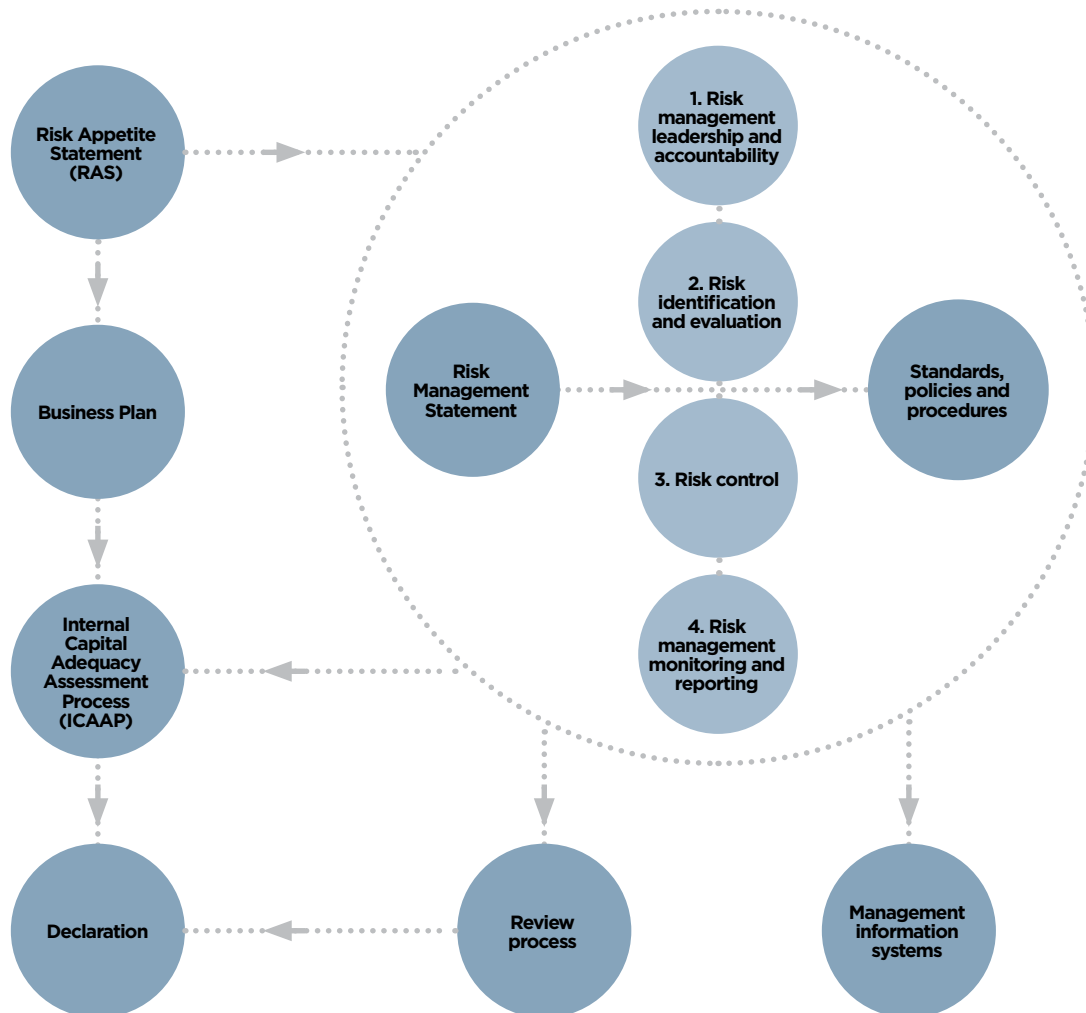 Risk Appetite
Statement
(RAS)
Business Plan
Internal
Capital
Adequacy
Assessment
Process
(ICAAP)
Declaration
1. Risk
management
leadership and
accountability
2. Risk
identification
and evaluation
Risk
Management
Statement
Standards,
policies and
procedures
3. Risk control
4. Risk
management
monitoring and
reporting
Review
process
Management
information
systems